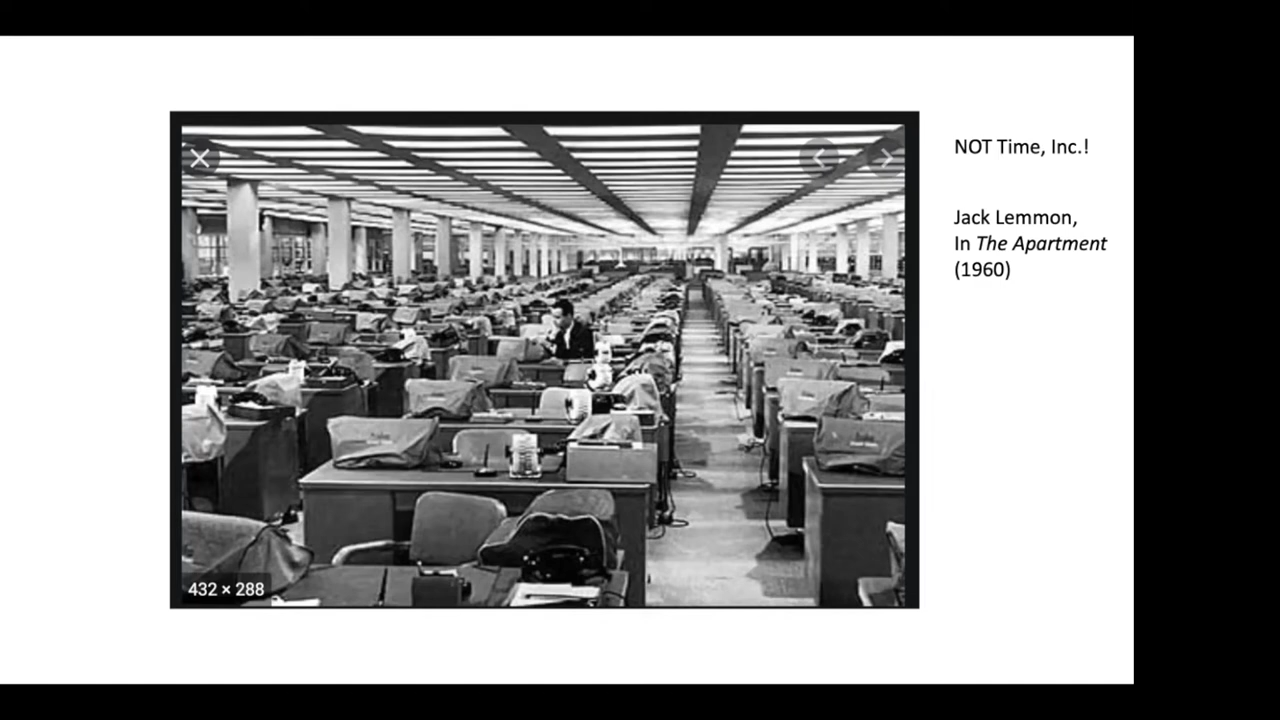 NOT Time, Inc.!
Jack Lemmon,
In The Apartment
(1960)
432 × 288